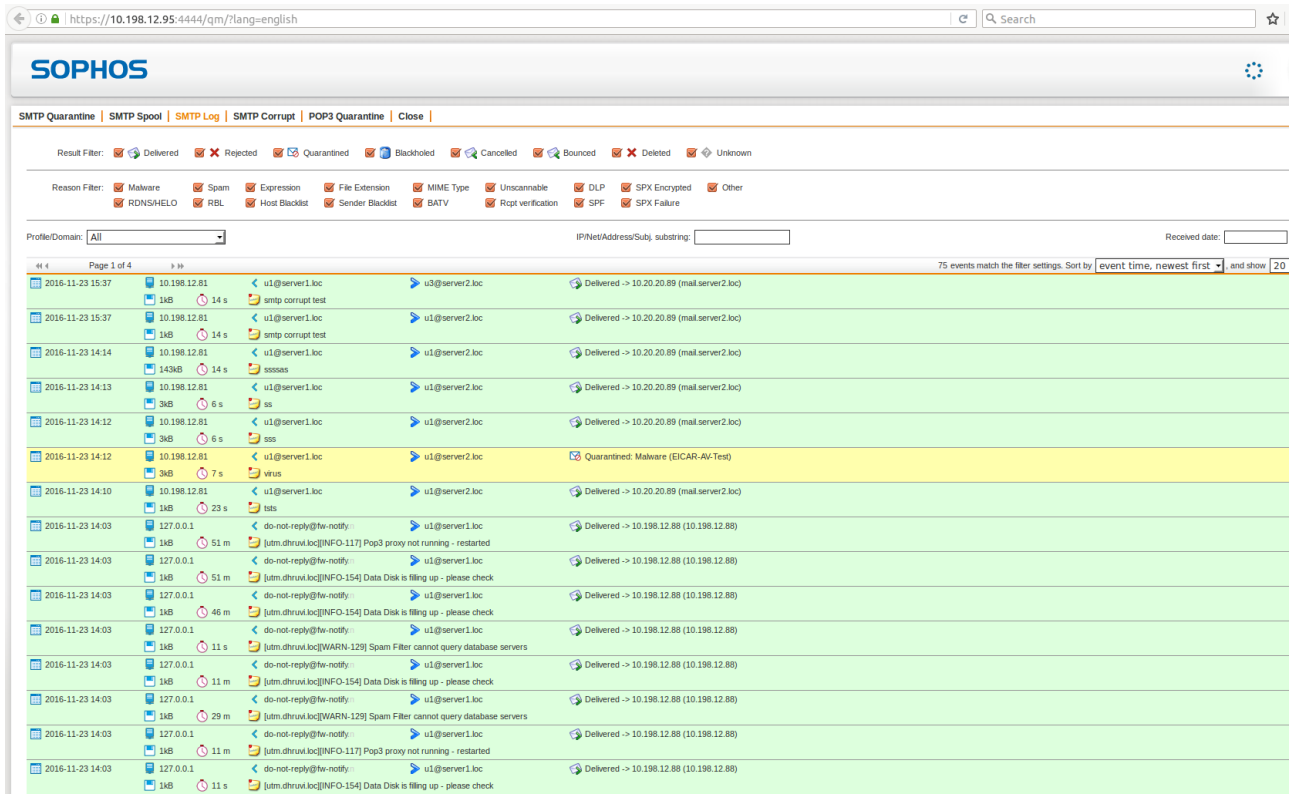 https://10.198.12.95:4444/qm/?lang=english Search
SOPHOS
SMTP Quarantine | SMTP Spool | SMTP Log | SMTP Corrupt | POP3 Quarantine | Close |
Result Filter: Delivered Rejected Quarantined Blackholed Cancelled Bounced Deleted Unknown
Reason Filter: Malware Spam Expression File Extension MIME Type Unscannable DLP SPX Encrypted Other
RDNS/HELO RBL Host Blacklist Sender Blacklist BATV Rcpt verification SPF SPX Failure
Profile/Domain: All IP/Net/Address/Subj. substring: Received date:
Page 1 of 4 75 events match the filter settings. Sort by event time, newest first , and show 20
2016-11-23 15:37 10.198.12.81 u1@server1.loc u3@server2.loc Delivered -> 10.20.20.89 (mail.server2.loc)
1kB 14 s smtp corrupt test
2016-11-23 15:37 10.198.12.81 u1@server1.loc u1@server2.loc Delivered -> 10.20.20.89 (mail.server2.loc)
1kB 14 s smtp corrupt test
2016-11-23 14:14 10.198.12.81 u1@server1.loc u1@server2.loc Delivered -> 10.20.20.89 (mail.server2.loc)
143kB 14 s ssssas
2016-11-23 14:13 10.198.12.81 u1@server1.loc u1@server2.loc Delivered -> 10.20.20.89 (mail.server2.loc)
3kB 6 s ss
2016-11-23 14:12 10.198.12.81 u1@server1.loc u1@server2.loc Delivered -> 10.20.20.89 (mail.server2.loc)
3kB 6 s sss
2016-11-23 14:12 10.198.12.81 u1@server1.loc u1@server2.loc Quarantined: Malware (EICAR-AV-Test)
3kB 7 s virus
2016-11-23 14:10 10.198.12.81 u1@server1.loc u1@server2.loc Delivered -> 10.20.20.89 (mail.server2.loc)
1kB 23 s tsts
2016-11-23 14:03 127.0.0.1 do-not-reply@fw-notify. u1@server1.loc Delivered -> 10.198.12.88 (10.198.12.88)
1kB 51 m [utm.dhruvi.loc][INFO-117] Pop3 proxy not running - restarted
2016-11-23 14:03 127.0.0.1 do-not-reply@fw-notify. u1@server1.loc Delivered -> 10.198.12.88 (10.198.12.88)
1kB 51 m [utm.dhruvi.loc][INFO-154] Data Disk is filling up - please check
2016-11-23 14:03 127.0.0.1 do-not-reply@fw-notify. u1@server1.loc Delivered -> 10.198.12.88 (10.198.12.88)
1kB 46 m [utm.dhruvi.loc][INFO-154] Data Disk is filling up - please check
2016-11-23 14:03 127.0.0.1 do-not-reply@fw-notify. u1@server1.loc Delivered -> 10.198.12.88 (10.198.12.88)
1kB 11 s [utm.dhruvi.loc][WARN-129] Spam Filter cannot query database servers
2016-11-23 14:03 127.0.0.1 do-not-reply@fw-notify. u1@server1.loc Delivered -> 10.198.12.88 (10.198.12.88)
1kB 11 m [utm.dhruvi.loc][INFO-154] Data Disk is filling up - please check
2016-11-23 14:03 127.0.0.1 do-not-reply@fw-notify. u1@server1.loc Delivered -> 10.198.12.88 (10.198.12.88)
1kB 29 m [utm.dhruvi.loc][WARN-129] Spam Filter cannot query database servers
2016-11-23 14:03 127.0.0.1 do-not-reply@fw-notify. u1@server1.loc Delivered -> 10.198.12.88 (10.198.12.88)
1kB 11 m [utm.dhruvi.loc][INFO-117] Pop3 proxy not running - restarted
2016-11-23 14:03 127.0.0.1 do-not-reply@fw-notify. u1@server1.loc Delivered -> 10.198.12.88 (10.198.12.88)
1kB 11 s [utm.dhruvi.loc][INFO-154] Data Disk is filling up - please check